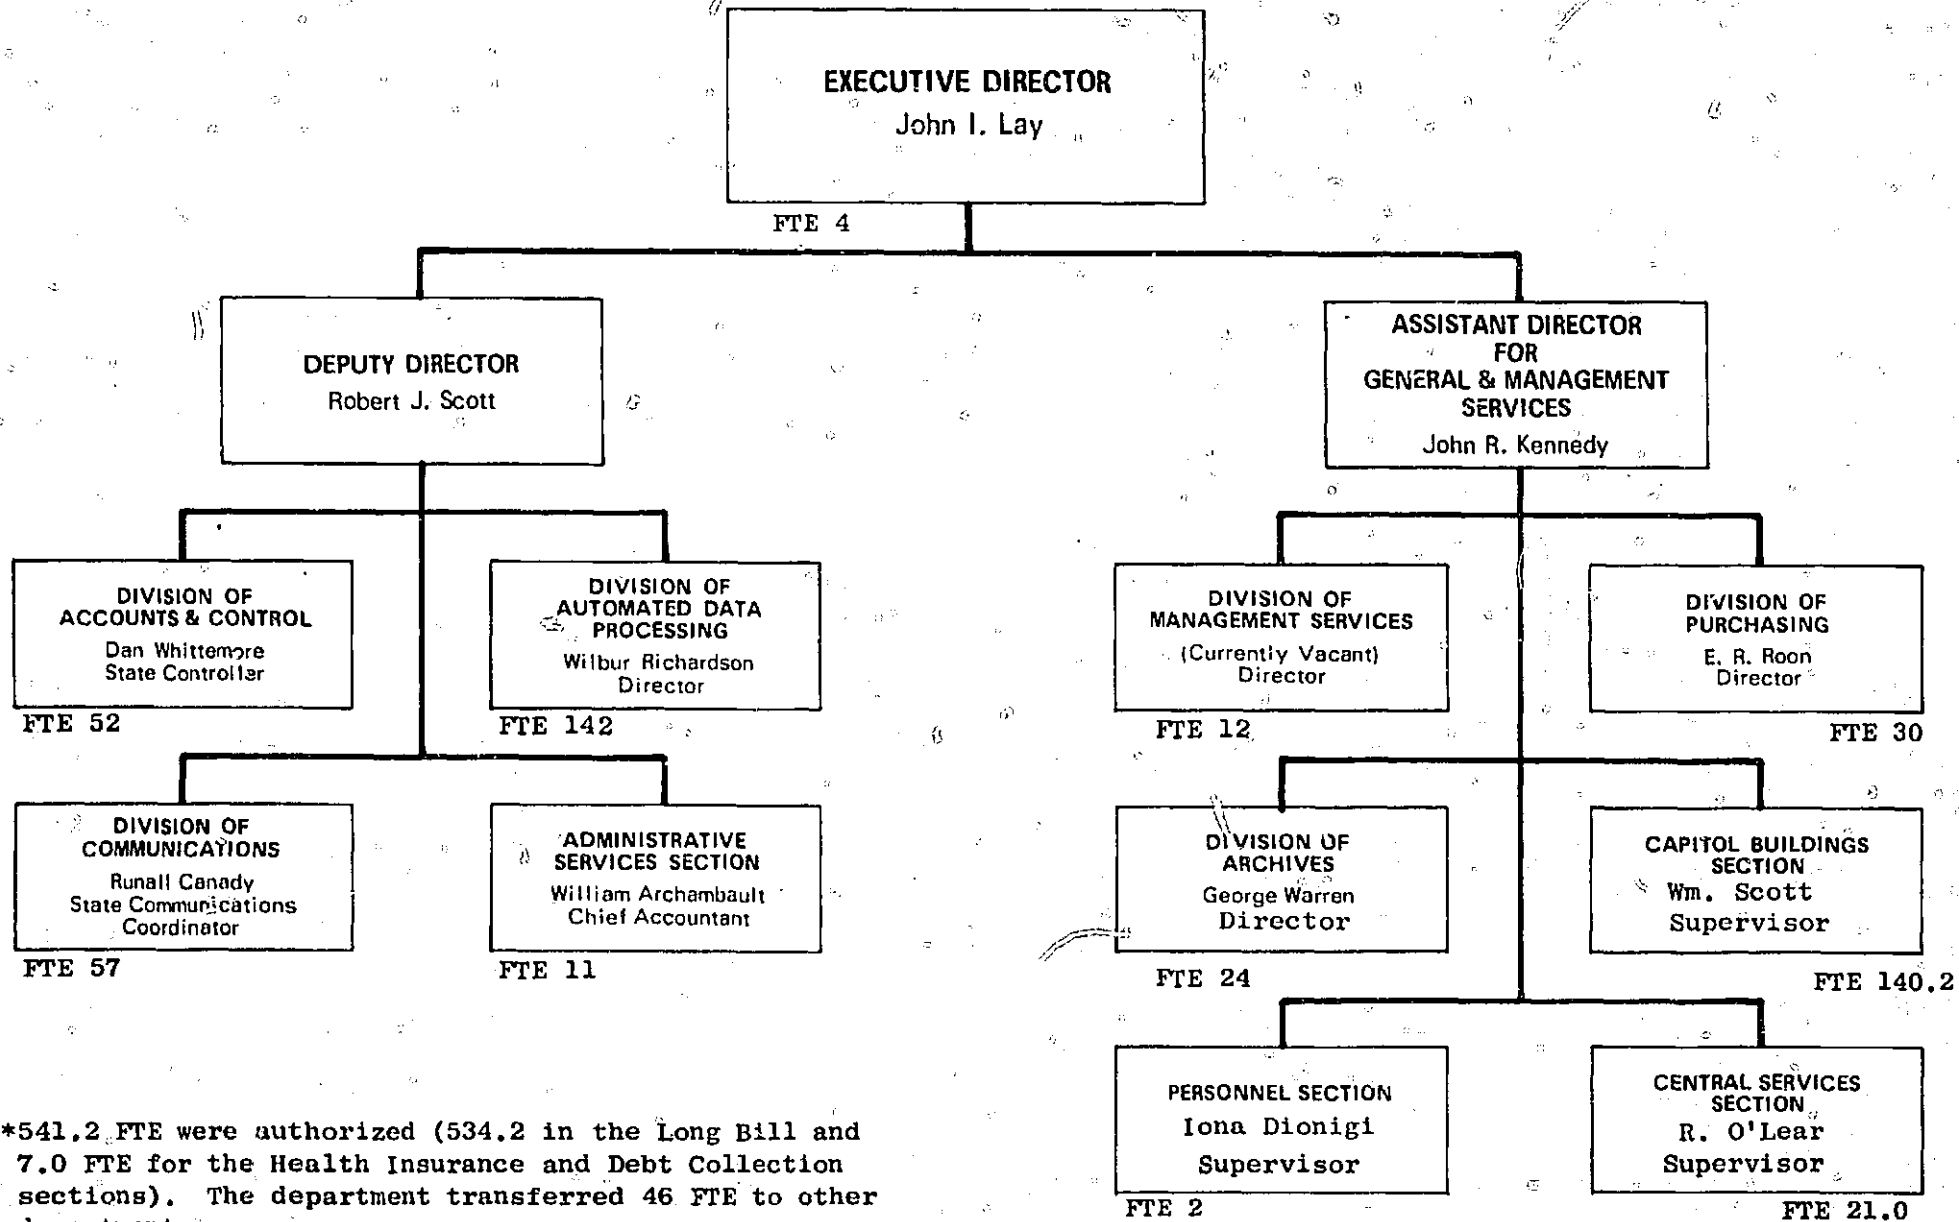 EXECUTIVE DIRECTOR
John I. Lay
FTE 4
DEPUTY DIRECTOR
Robert J. Scott
ASSISTANT DIRECTOR
FOR
GENERAL & MANAGEMENT
SERVICES
John R. Kennedy
DIVISION OF
ACCOUNTS & CONTROL
Dan Whittemore
State Controller
FTE 52
DIVISION OF
AUTOMATED DATA
PROCESSING
Wilbur Richardson
Director
FTE 142
DIVISION OF
MANAGEMENT SERVICES
(Currently Vacant)
Director
FTE 12
DIVISION OF
PURCHASING
E. R. Roon
Director
FTE 30
DIVISION OF
COMMUNICATIONS
Runall Canady
State Communications
Coordinator
FTE 57
ADMINISTRATIVE
SERVICES SECTION
William Archambault
Chief Accountant
FTE 11
DIVISION OF
ARCHIVES
George Warren
Director
FTE 24
CAPITOL BUILDINGS
SECTION
Wm. Scott
Supervisor
FTE 140.2
PERSONNEL SECTION
Iona Dionigi
Supervisor
FTE 2
CENTRAL SERVICES
SECTION
R. O'Lear
Supervisor
FTE 21.0
*541.2 FTE were authorized (534.2 in the Long Bill and
7.0 FTE for the Health Insurance and Debt Collection
sections). The department transferred 46 FTE to other